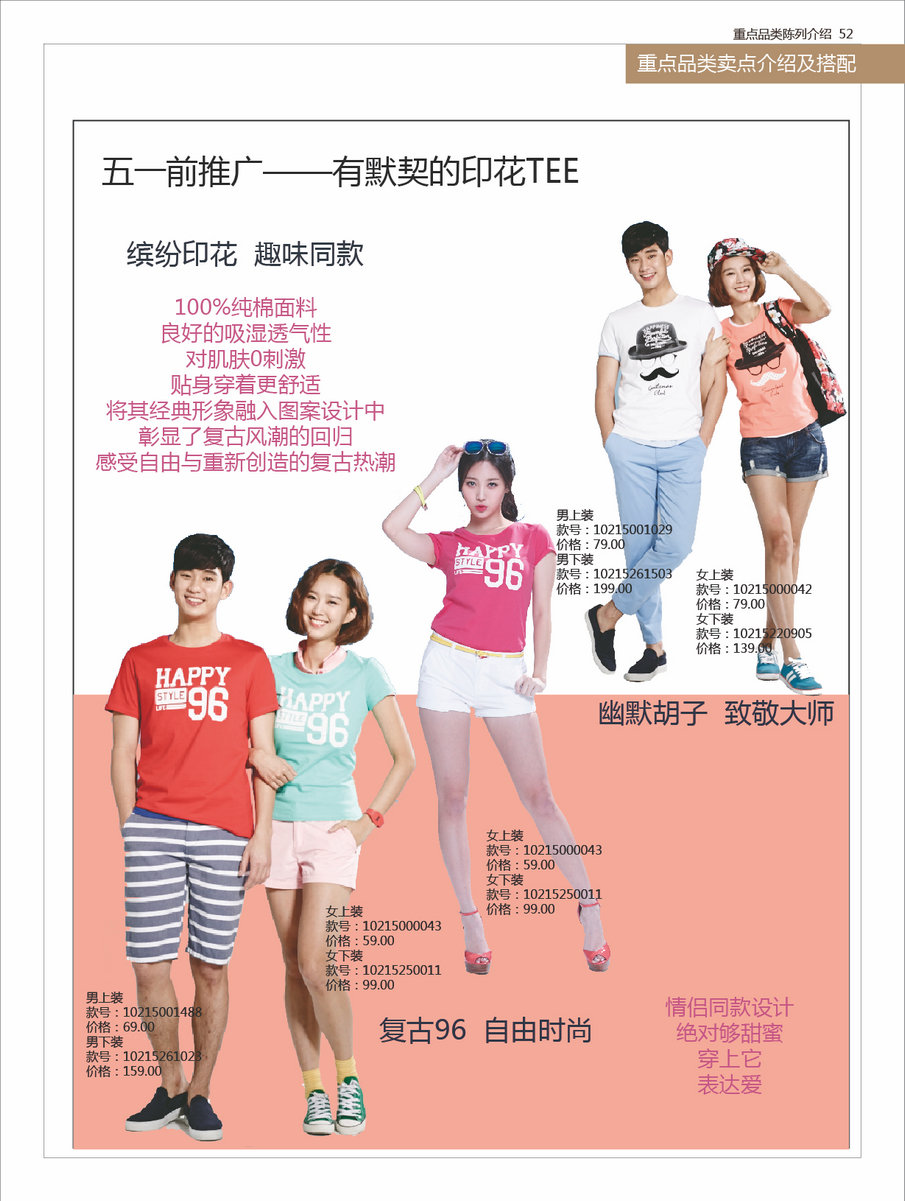 重点品类陈列介绍 52
重点品类卖点介绍及搭配
五一前推广——有默契的印花TEE
缤纷印花 趣味同款
100%纯棉面料
良好的吸湿透气性
对肌肤0刺激
贴身穿着更舒适
将其经典形象融入图案设计中
彰显了复古风潮的回归
感受自由与重新创造的复古热潮
HAPPINESS
男上装
款号：10215001029
价格：79.00
男下装
款号：10215261503
价格：199.00
女上装
款号：10215000042
价格：79.00
女下装
款号：10215220905
价格：139.00
幽默胡子 致敬大师
HAPPY
STYLE
96
HAPPY
STYLE
LIFE
96
HAPPY
STYLE
96
女上装
款号：10215000043
价格：59.00
女下装
款号：10215250011
价格：99.00
女上装
款号：10215000043
价格：59.00
女下装
款号：10215250011
价格：99.00
男上装
款号：10215001488
价格：69.00
男下装
款号：10215261023
价格：159.00
复古96 自由时尚
情侣同款设计
绝对够甜蜜
穿上它
表达爱